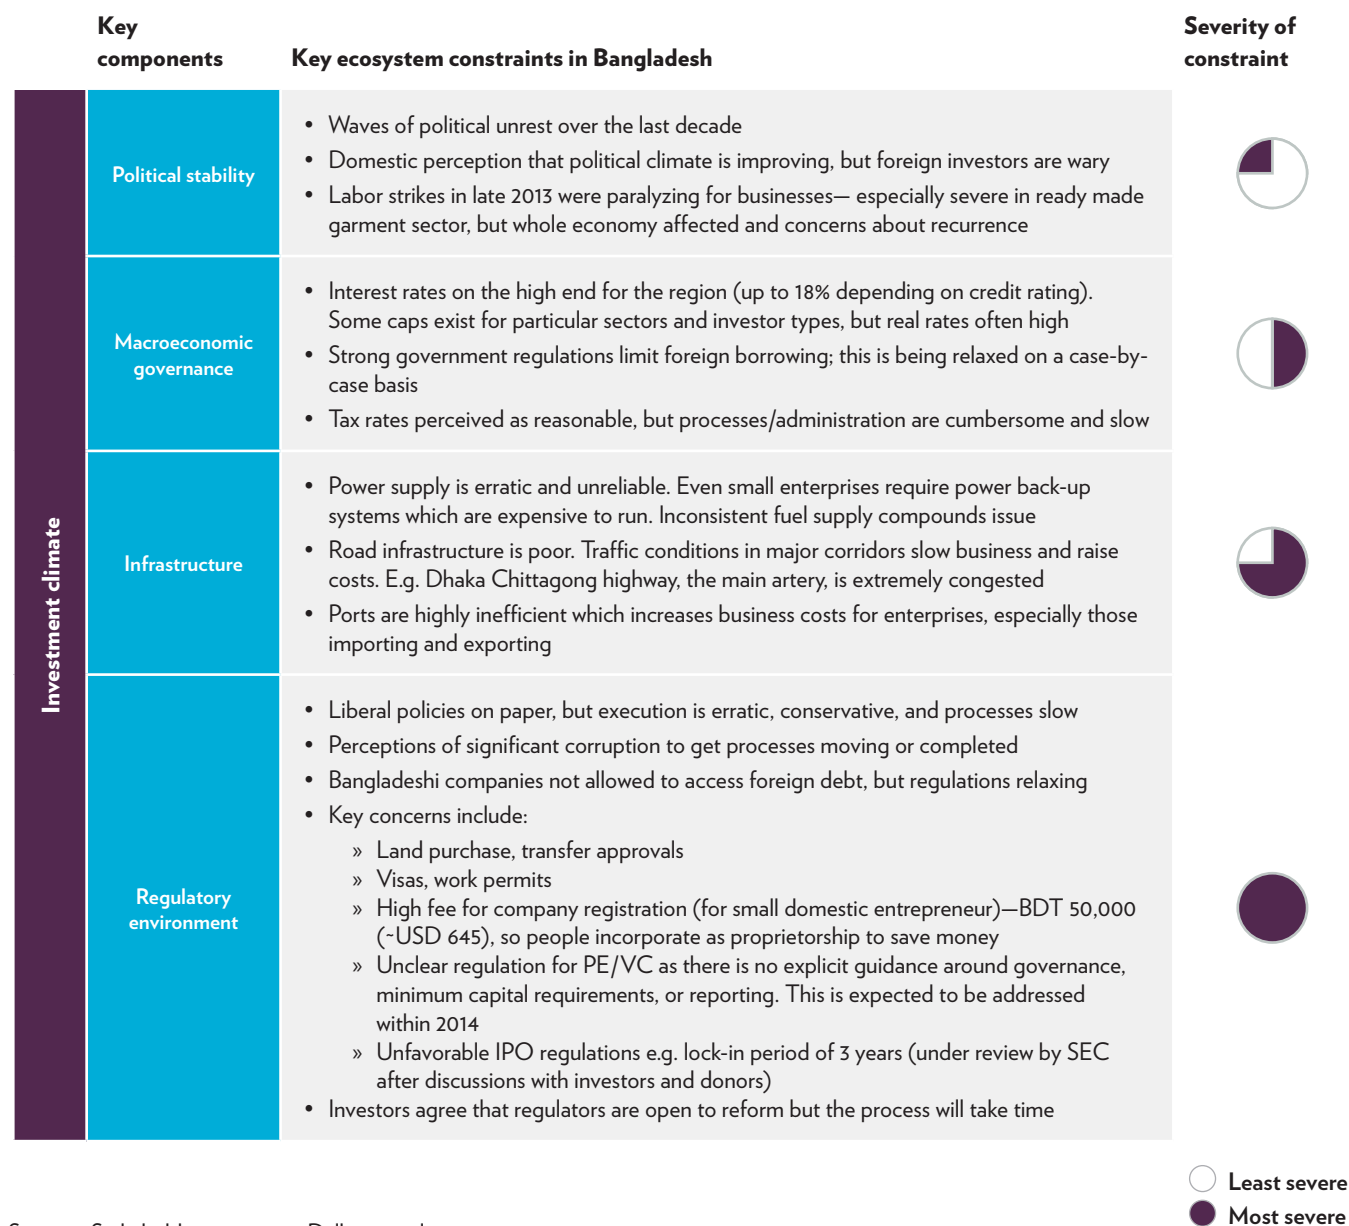 Key
components
Key ecosystem constraints in Bangladesh
Severity of
constraint
Investment climate
Political stability
• Waves of political unrest over the last decade
• Domestic perception that political climate is improving, but foreign investors are wary
• Labor strikes in late 2013 were paralyzing for businesses— especially severe in ready made
garment sector, but whole economy affected and concerns about recurrence
Macroeconomic
governance
• Interest rates on the high end for the region (up to 18% depending on credit rating).
Some caps exist for particular sectors and investor types, but real rates often high
• Strong government regulations limit foreign borrowing; this is being relaxed on a case-by-
case basis
• Tax rates perceived as reasonable, but processes/administration are cumbersome and slow
Infrastructure
• Power supply is erratic and unreliable. Even small enterprises require power back-up
systems which are expensive to run. Inconsistent fuel supply compounds issue
• Road infrastructure is poor. Traffic conditions in major corridors slow business and raise
costs. E.g. Dhaka Chittagong highway, the main artery, is extremely congested
• Ports are highly inefficient which increases business costs for enterprises, especially those
importing and exporting
Regulatory
environment
• Liberal policies on paper, but execution is erratic, conservative, and processes slow
• Perceptions of significant corruption to get processes moving or completed
• Bangladeshi companies not allowed to access foreign debt, but regulations relaxing
• Key concerns include:
» Land purchase, transfer approvals
» Visas, work permits
» High fee for company registration (for small domestic entrepreneur)—BDT 50,000
(~USD 645), so people incorporate as proprietorship to save money
» Unclear regulation for PE/VC as there is no explicit guidance around governance,
minimum capital requirements, or reporting. This is expected to be addressed
within 2014
» Unfavorable IPO regulations e.g. lock-in period of 3 years (under review by SEC
after discussions with investors and donors)
• Investors agree that regulators are open to reform but the process will take time
Least severe
Most severe